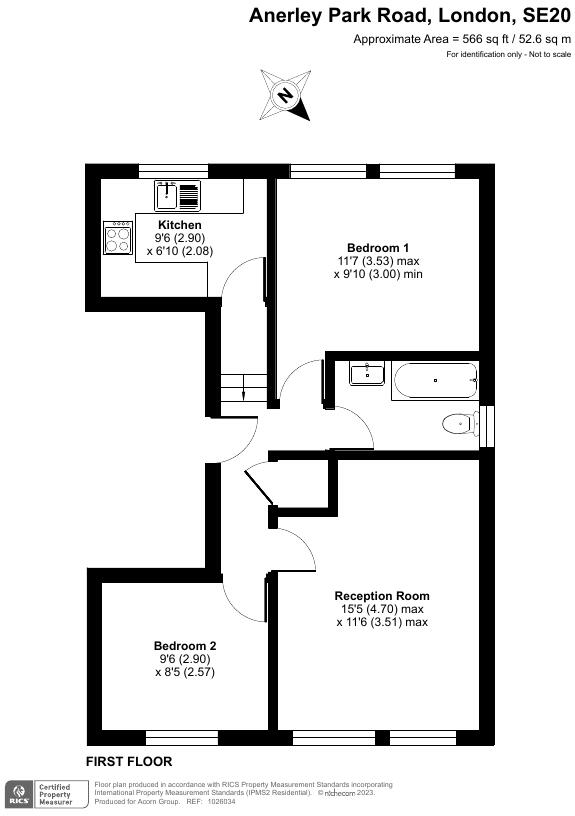 Anerley Park Road, London, SE20
Approximate Area = 566 sq ft / 52.6 sq m
For identification only - Not to scale
N
Kitchen
9'6 (2.90)
x 6'10 (2.08)
Bedroom 1
11'7 (3.53) max
x 9'10 (3.00) min
Reception Room
15'5 (4.70) max
x 11'6 (3.51) max
Bedroom 2
9'6 (2.90)
x 8'5 (2.57)
FIRST FLOOR
RICS
Certified
Property
Measurer
Floor plan produced in accordance with RICS Property Measurement Standards incorporating
International Property Measurement Standards (IPMS2 Residential). © nichecom 2023.
Produced for Acorn Group. REF: 1026034